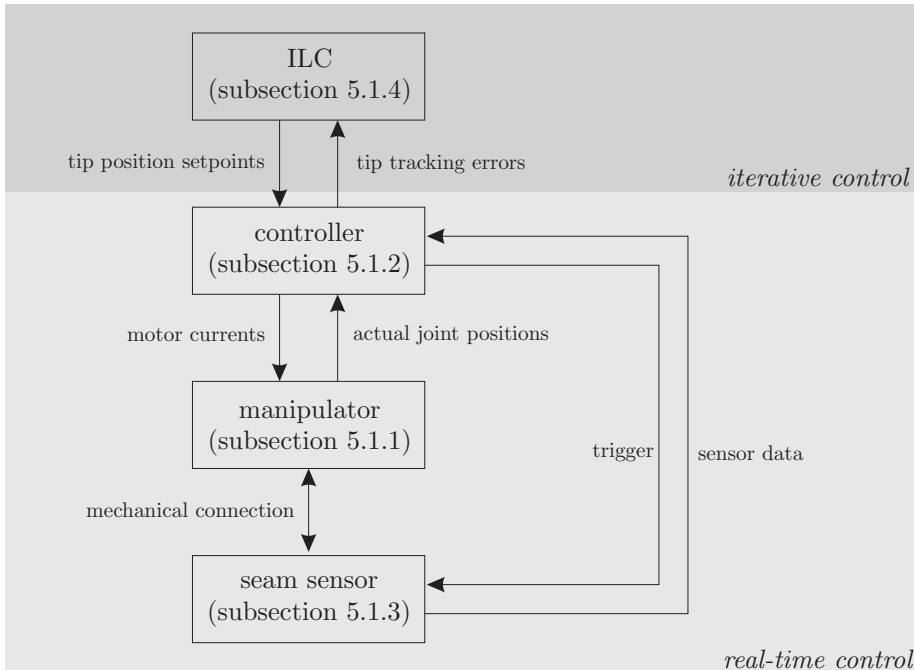 ILC
(subsection 5.1.4)
tip position setpoints
tip tracking errors
iterative control
controller
(subsection 5.1.2)
motor currents
actual joint positions
manipulator
(subsection 5.1.1)
trigger
sensor data
mechanical connection
seam sensor
(subsection 5.1.3)
real-time control